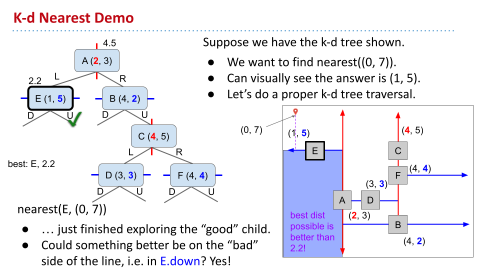 K-d Nearest Demo
4.5
A (2, 3)
L
R
2.2
E (1, 5)
B (4, 2)
D
U
D
U
C (4, 5)
L
R
best: E, 2.2
D (3, 3)
F (4, 4)
D
U
D
U
nearest(E, (0, 7))
● … just finished exploring the “good” child.
● Could something better be on the “bad”
side of the line, i.e. in E.down? Yes!
Suppose we have the k-d tree shown.
● We want to find nearest((0, 7)).
● Can visually see the answer is (1, 5).
● Let’s do a proper k-d tree traversal.
(0, 7)
(1, 5)
(4, 5)
E
C
(4, 4)
F
(3, 3)
A
D
(2, 3)
best dist
possible is
better than
2.2!
B
(4, 2)